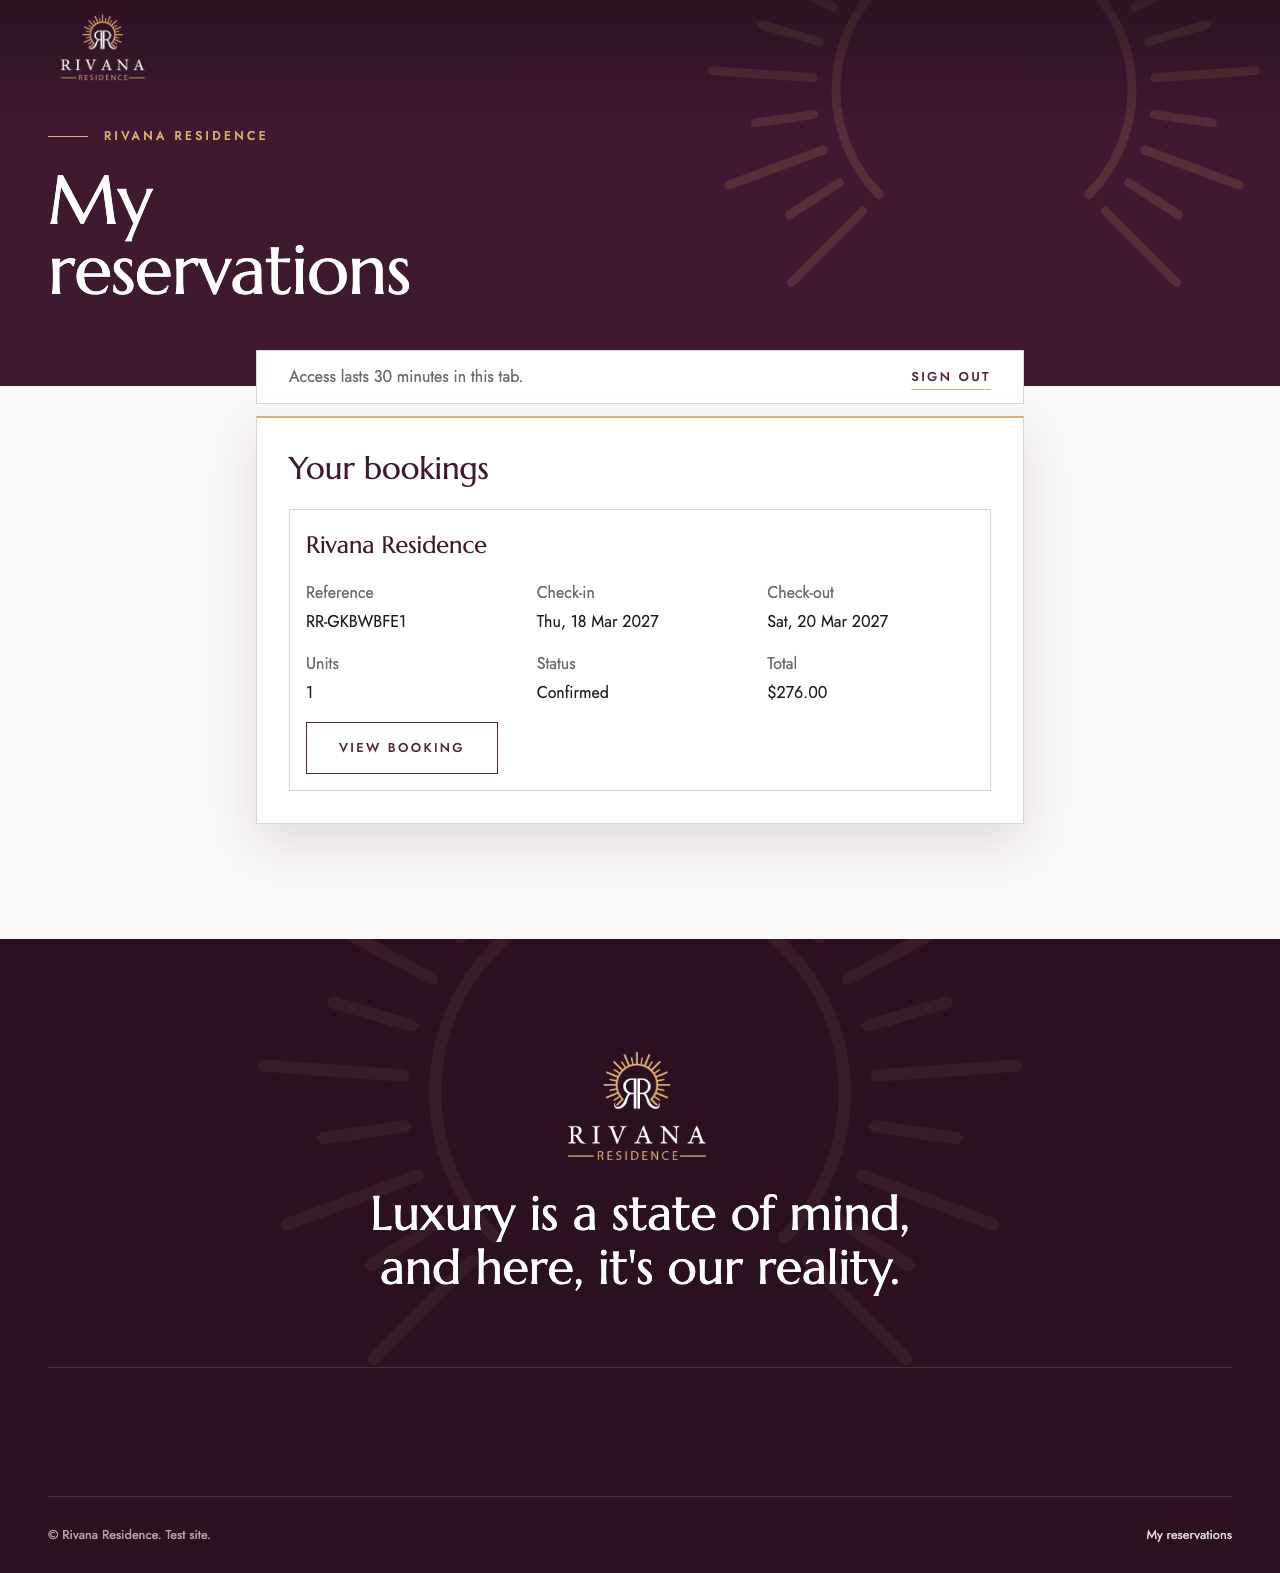 RIVANA
RESIDENCE
RIVANA RESIDENCE
My
reservations
Access lasts 30 minutes in this tab.
SIGN OUT
Your bookings
Rivana Residence
Reference
Check-in
Check-out
RR-GKBWBFE1
Thu, 18 Mar 2027
Sat, 20 Mar 2027
Units
Status
Total
1
Confirmed
$276.00
VIEW BOOKING
RIVANA
RESIDENCE
Luxury is a state of mind,
and here, it's our reality.
© Rivana Residence. Test site.
My reservations